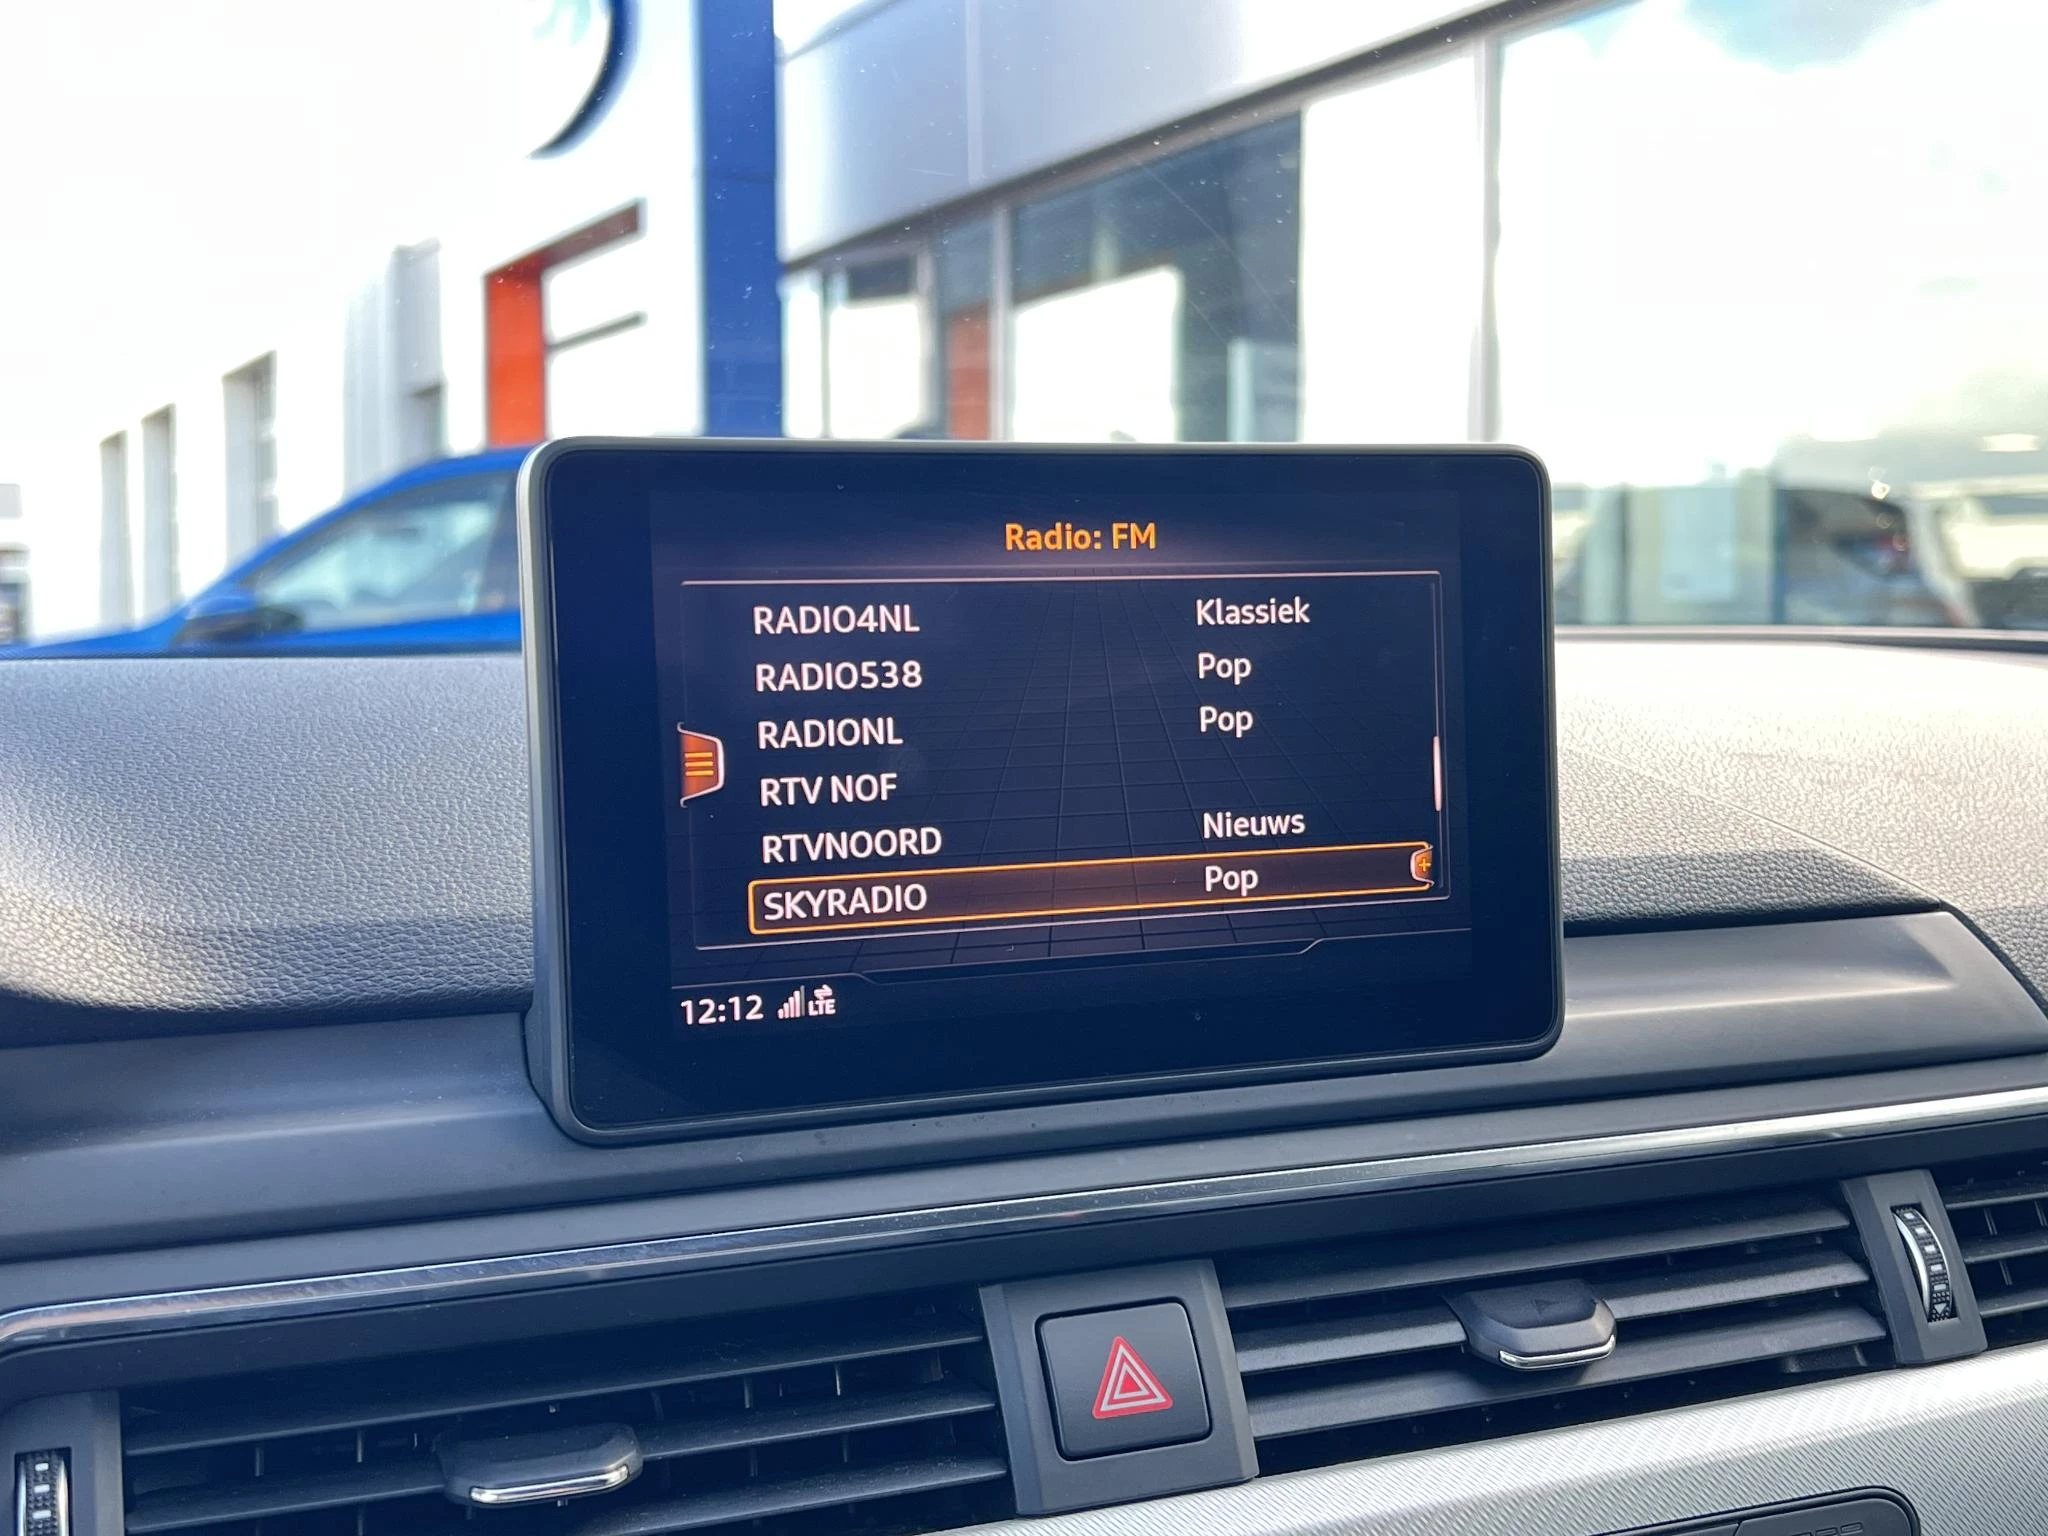 Radio: FM
RADIO4NL Klassiek
RADIO538 Pop
RADIONL Pop
RTV NOF
RTVNOORD Nieuws
SKYRADIO Pop
12:12 LTE